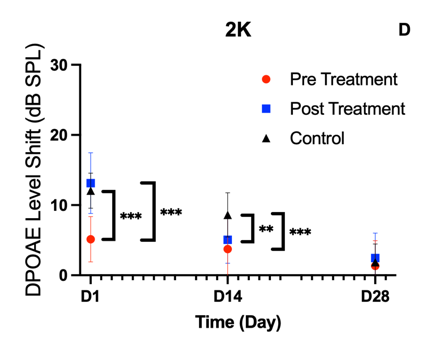 2K D
30
Pre Treatment
20
Post Treatment
Control
10
*** ***
** ***
0
D1 D14 D28
Time (Day)
DPOAE Level Shift (dB SPL)